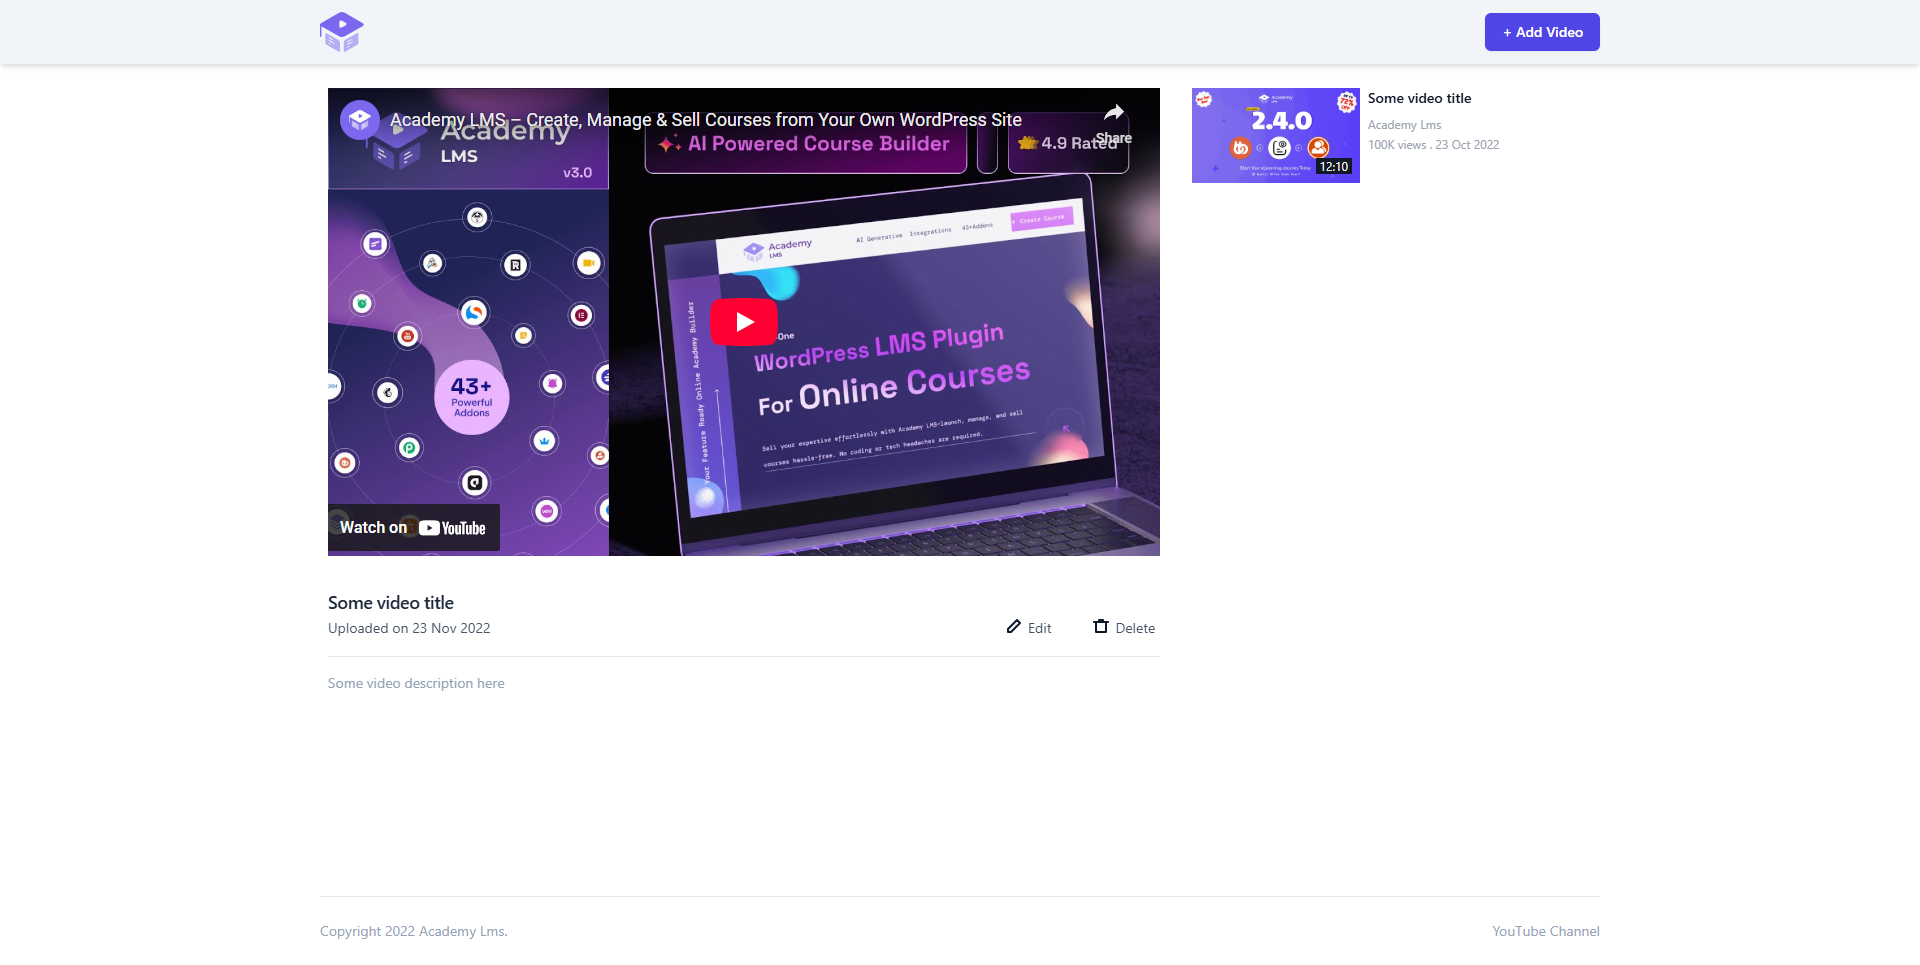 + Add Video
Academy LMS – Create, Manage & Sell Courses from Your Own WordPress Site
Share
Academy
LMS
v3.0
AI Powered Course Builder
4.9 Rated
43+
Powerful
Addons
Academy
LMS
AI Generative Integrations 43+Addons
+ Create Course
Your Feature Ready Online Academy Builder
-One
WordPress LMS Plugin
For Online Courses
Sell your expertise effortlessly with Academy LMS—launch, manage, and sell
courses hassle-free. No coding or tech headaches are required.
Watch on YouTube
Some video title
Uploaded on 23 Nov 2022
Edit
Delete
Some video description here
Academy
LMS
72%
2.4.0
12:10
Some video title
Academy Lms
100K views . 23 Oct 2022
Copyright 2022 Academy Lms.
YouTube Channel